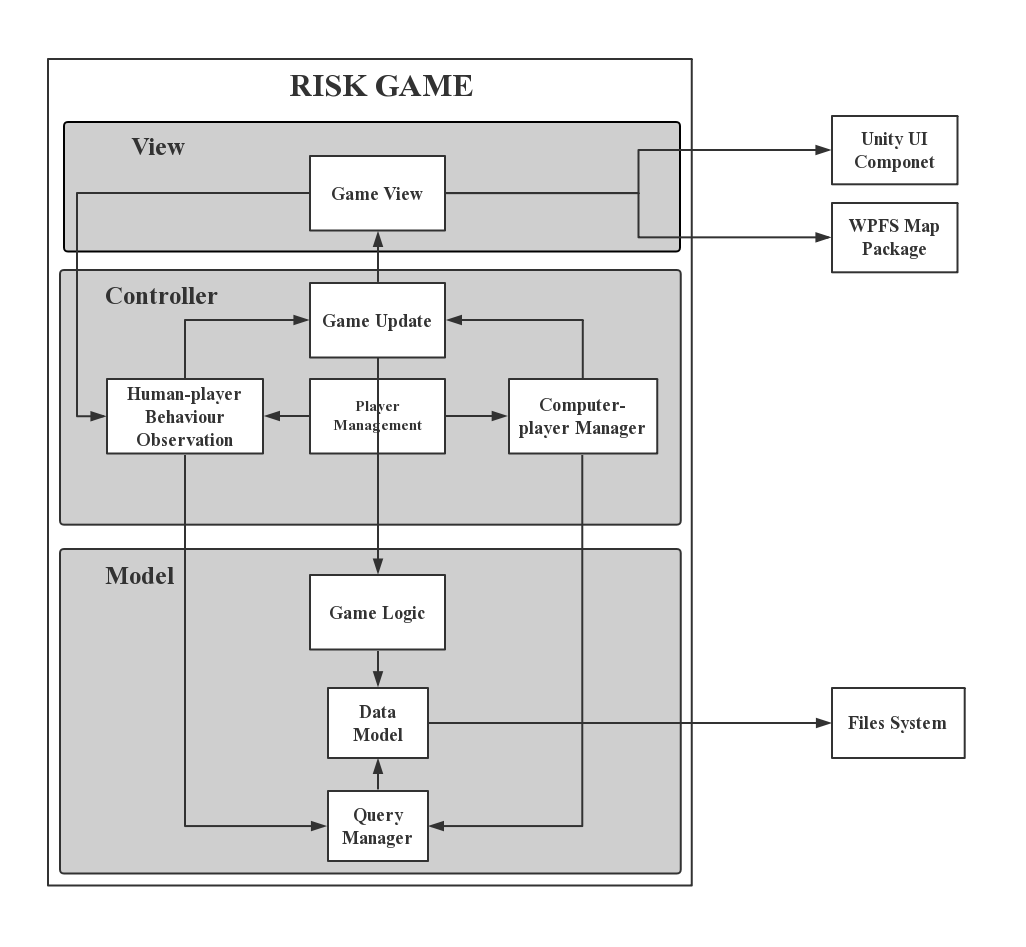 RISK GAME
View
Game View
Unity UI
Componet
WPFS Map
Package
Controller
Game Update
Human-player
Behaviour
Observation
Player
Management
Computer-
player Manager
Model
Game Logic
Data
Model
Files System
Query
Manager